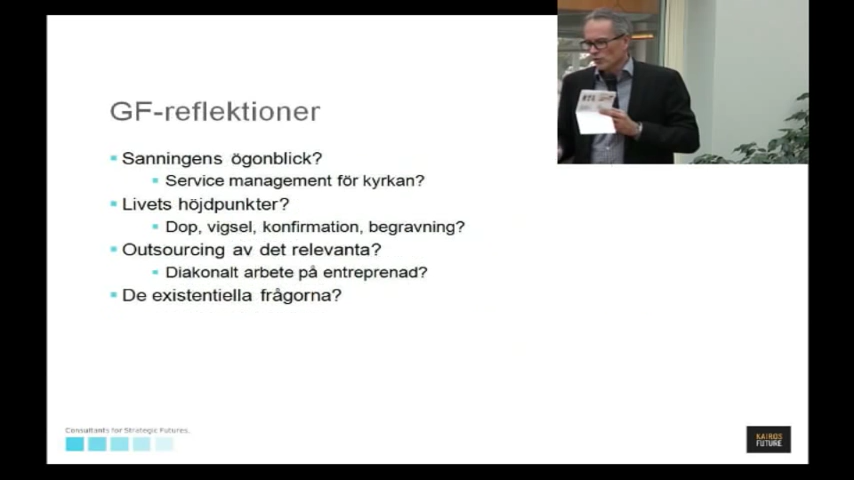 GF-reflektioner
Sanningens ögonblick?
Service management för kyrkan?
Livets höjdpunkter?
Dop, vigsel, konfirmation, begravning?
Outsourcing av det relevanta?
Diakonalt arbete på entreprenad?
De existentiella frågorna?
Consultants for Strategic Futures.
KAIROS
FUTURE